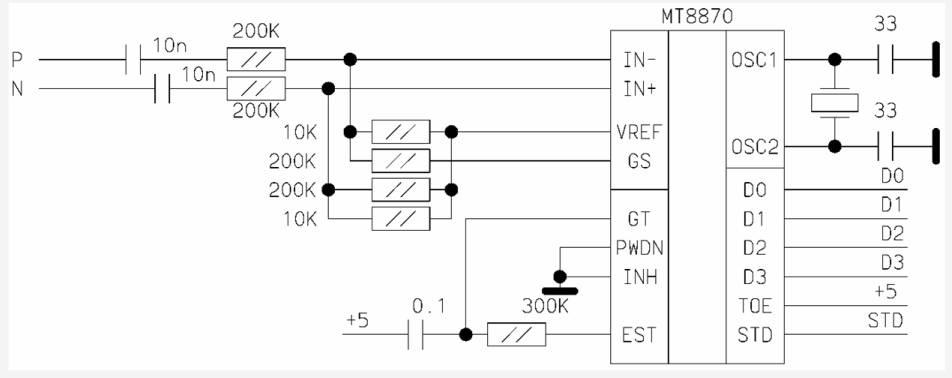 MT8870
200K
33
P
10n
IN-
OSC1
N
10n
IN+
200K
33
10K
VREF
OSC2
200K
GS
D0
200K
D0
D1
10K
GT
D1
D2
PWDN
D2
D3
INH
D3
+5
0.1
300K
TOE
+5
EST
STD
STD